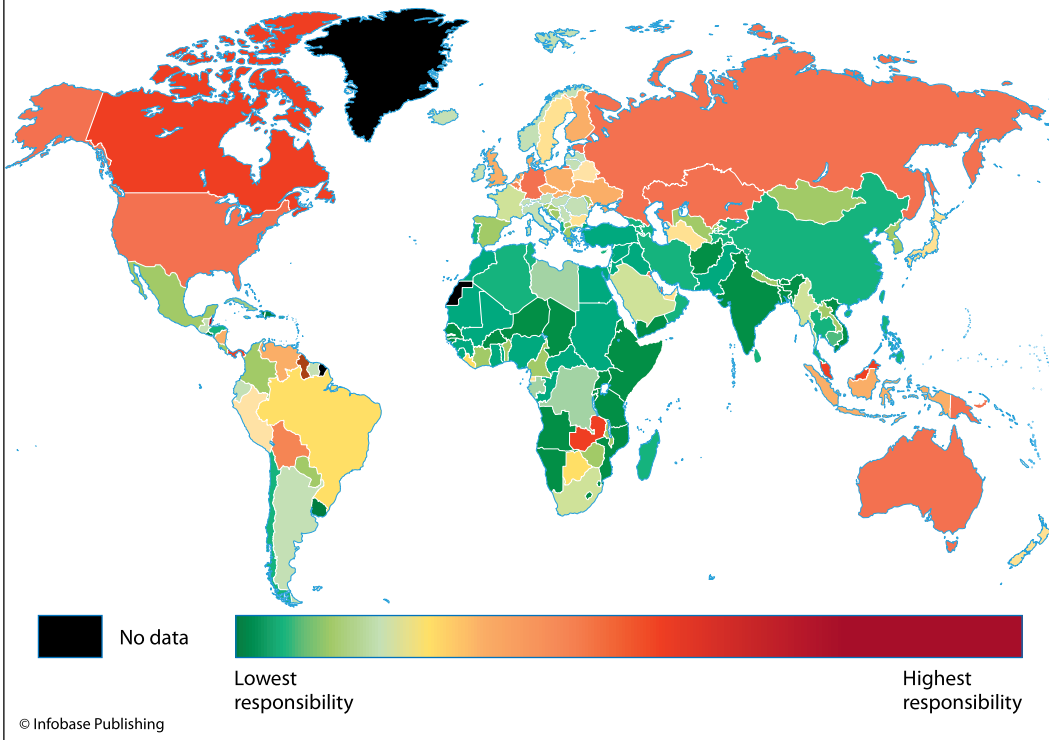 No data
Lowest
responsibility
Highest
responsibility
© Infobase Publishing